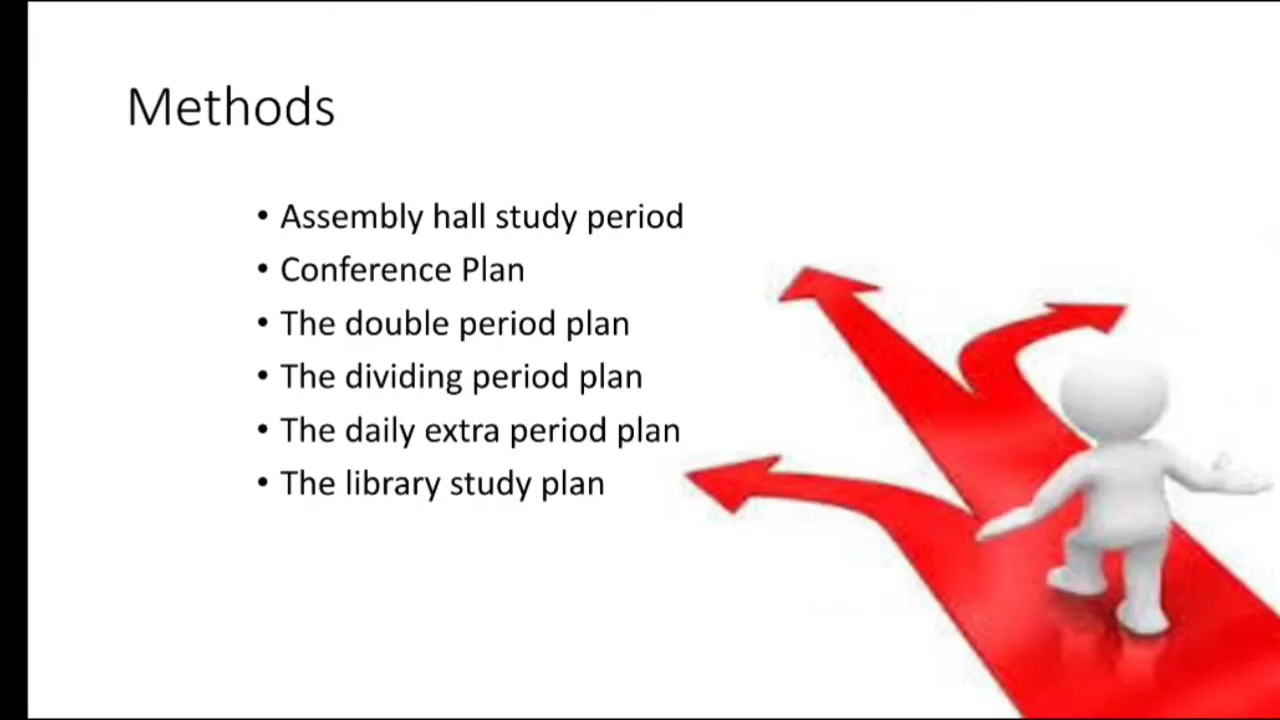 Methods
• Assembly hall study period
• Conference Plan
• The double period plan
• The dividing period plan
• The daily extra period plan
• The library study plan